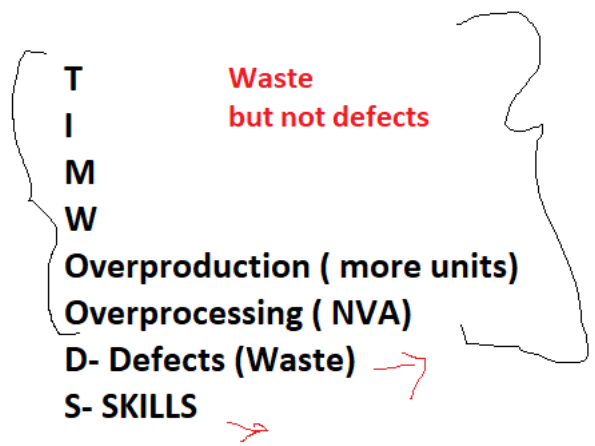 T
Waste
I
but not defects
M
W
Overproduction ( more units)
Overprocessing ( NVA)
D- Defects (Waste)
S- SKILLS